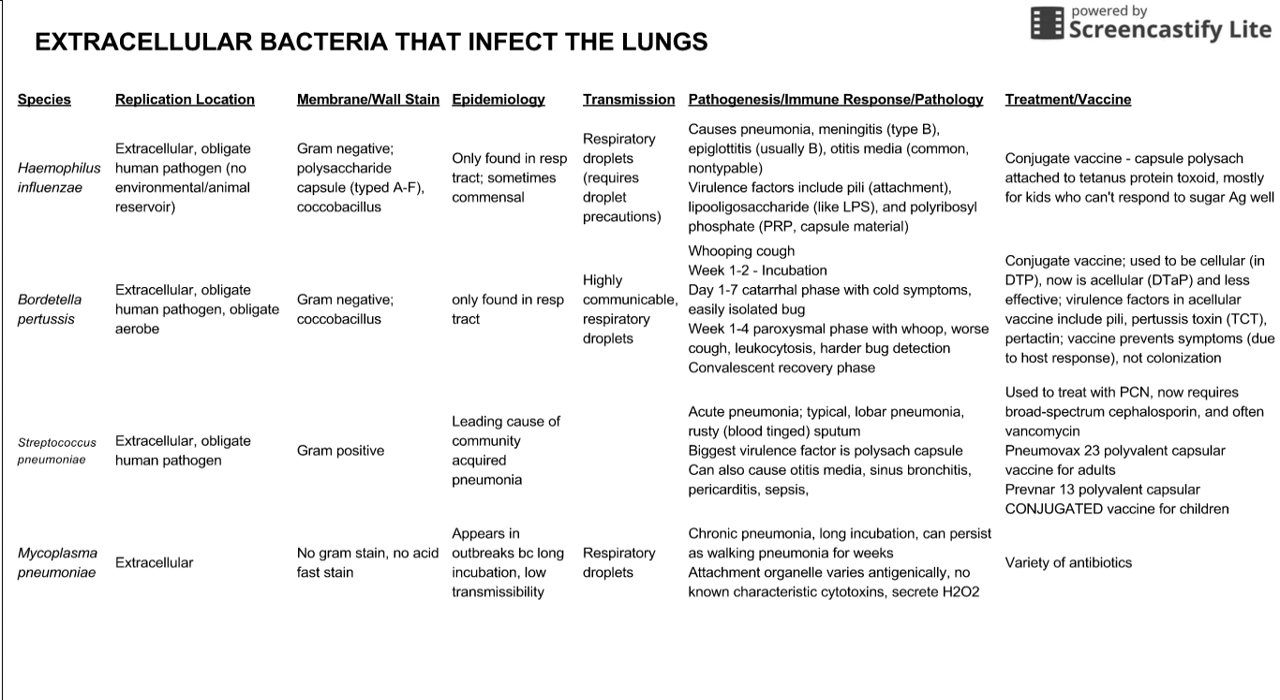 powered by
Screencastify Lite
EXTRACELLULAR BACTERIA THAT INFECT THE LUNGS
Species
Replication Location
Membrane/Wall Stain
Epidemiology
Transmission
Pathogenesis/Immune Response/Pathology
Treatment/Vaccine
Haemophilus
influenzae
Extracellular, obligate
human pathogen (no
environmental/animal
reservoir)
Gram negative;
polysaccharide
capsule (typed A-F),
coccobacillus
Only found in resp
tract; sometimes
commensal
Respiratory
droplets
(requires
droplet
precautions)
Causes pneumonia, meningitis (type B),
epiglottitis (usually B), otitis media (common,
nontypable)
Virulence factors include pili (attachment),
lipooligosaccharide (like LPS), and polyribosyl
phosphate (PRP, capsule material)
Conjugate vaccine - capsule polysach
attached to tetanus protein toxoid, mostly
for kids who can't respond to sugar Ag well
Bordetella
pertussis
Extracellular, obligate
human pathogen, obligate
aerobe
Gram negative;
coccobacillus
only found in resp
tract
Highly
communicable,
respiratory
droplets
Whooping cough
Week 1-2 - Incubation
Day 1-7 catarrhal phase with cold symptoms,
easily isolated bug
Week 1-4 paroxysmal phase with whoop, worse
cough, leukocytosis, harder bug detection
Convalescent recovery phase
Conjugate vaccine; used to be cellular (in
DTP), now is acellular (DTaP) and less
effective; virulence factors in acellular
vaccine include pili, pertussis toxin (TCT),
pertactin; vaccine prevents symptoms (due
to host response), not colonization
Streptococcus
pneumoniae
Extracellular, obligate
human pathogen
Gram positive
Leading cause of
community
acquired
pneumonia
Acute pneumonia; typical, lobar pneumonia,
rusty (blood tinged) sputum
Biggest virulence factor is polysach capsule
Can also cause otitis media, sinus bronchitis,
pericarditis, sepsis,
Used to treat with PCN, now requires
broad-spectrum cephalosporin, and often
vancomycin
Pneumovax 23 polyvalent capsular
vaccine for adults
Prevnar 13 polyvalent capsular
CONJUGATED vaccine for children
Mycoplasma
pneumoniae
Extracellular
No gram stain, no acid
fast stain
Appears in
outbreaks bc long
incubation, low
transmissibility
Respiratory
droplets
Chronic pneumonia, long incubation, can persist
as walking pneumonia for weeks
Attachment organelle varies antigenically, no
known characteristic cytotoxins, secrete H2O2
Variety of antibiotics